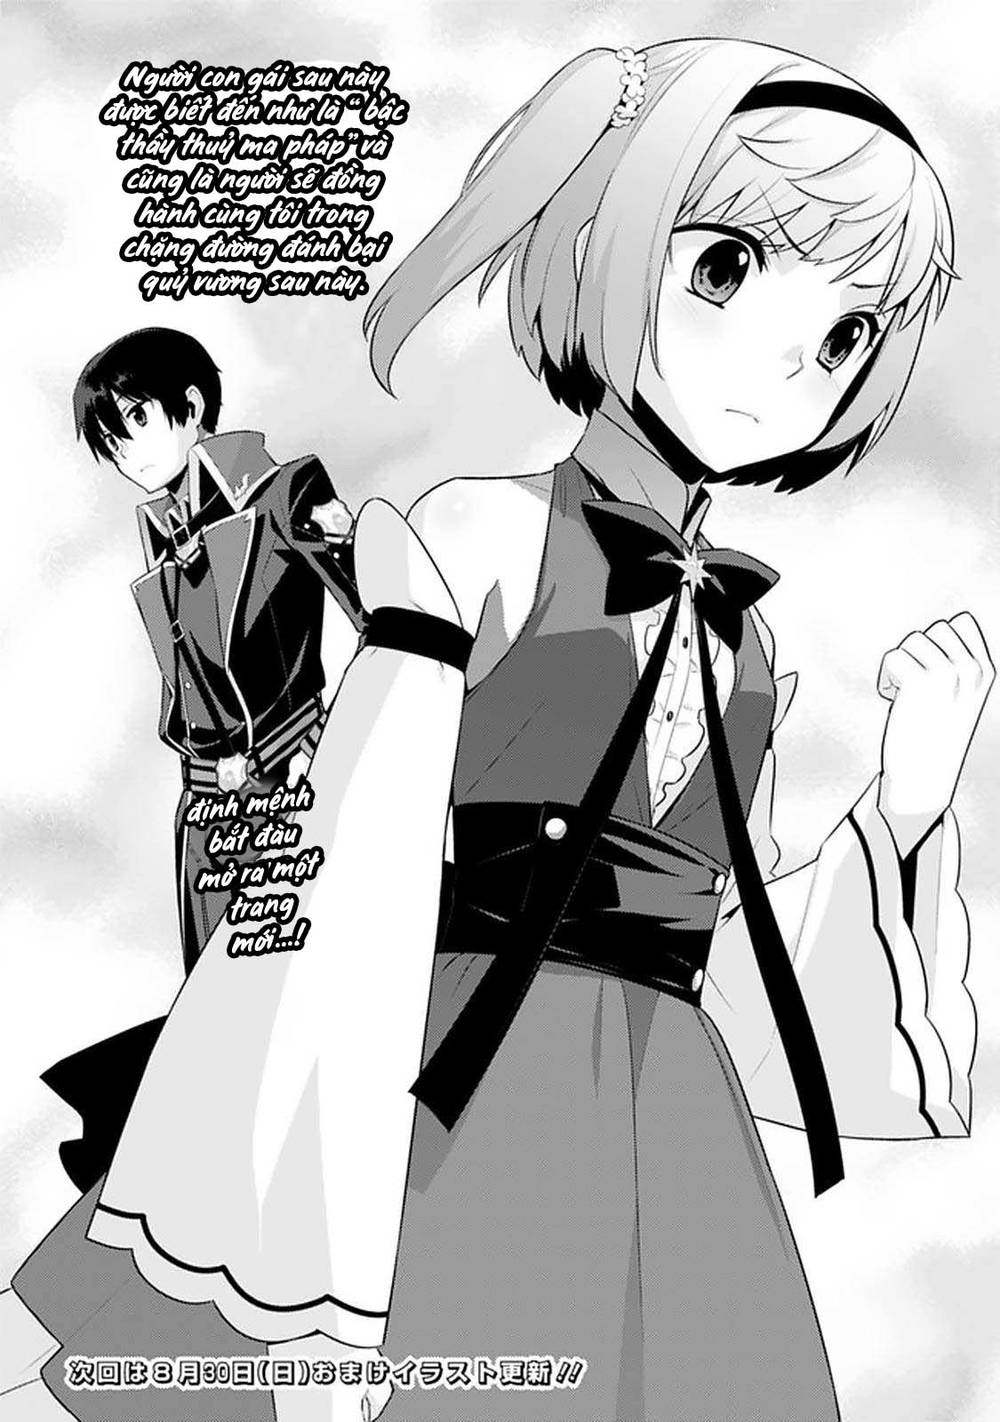 Người con gái sau này
được biết đến như là “ bậc
thầy thuỷ ma pháp” và
cũng là người sẽ đồng
hành cùng tôi trong
chặng đường đánh bại
quỷ vương sau này.
định mệnh
bắt đàu
mở ra một
trang
mới...!
次回は8月30日(日)おまけイラスト更新!!